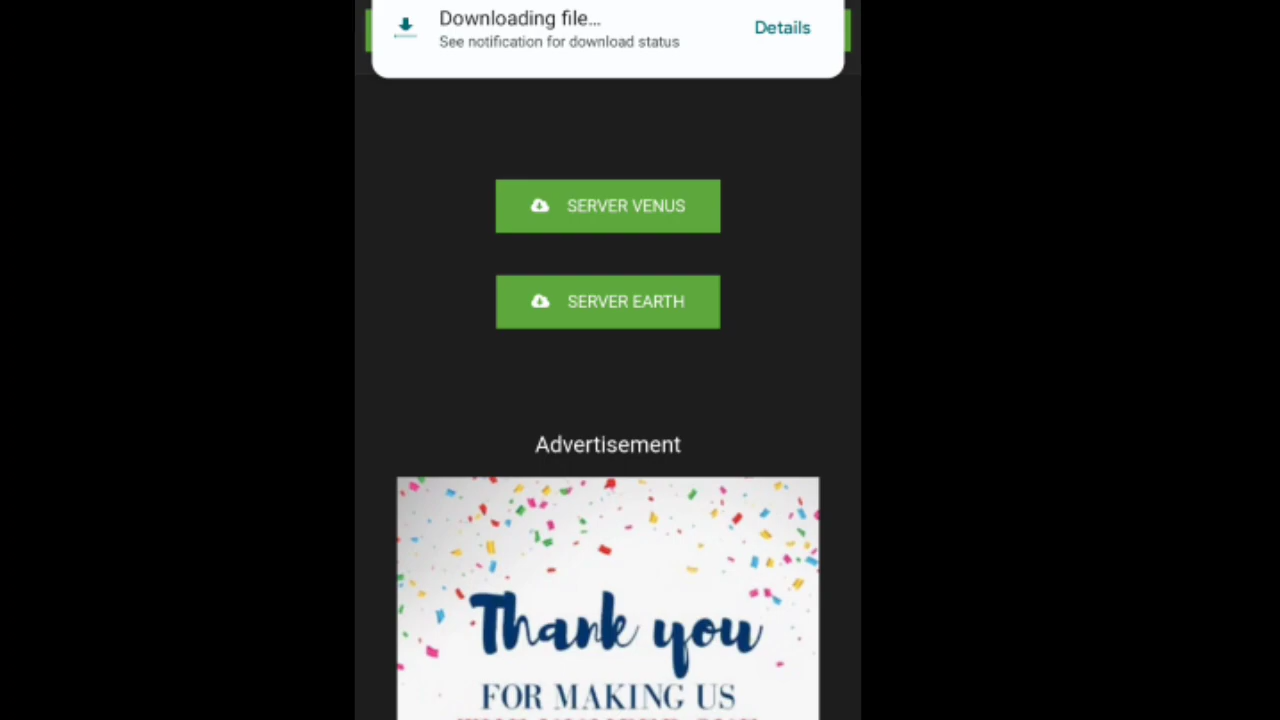 Downloading file...
See notification for download status
Details
SERVER VENUS
SERVER EARTH
Advertisement
Thank you
FOR MAKING US